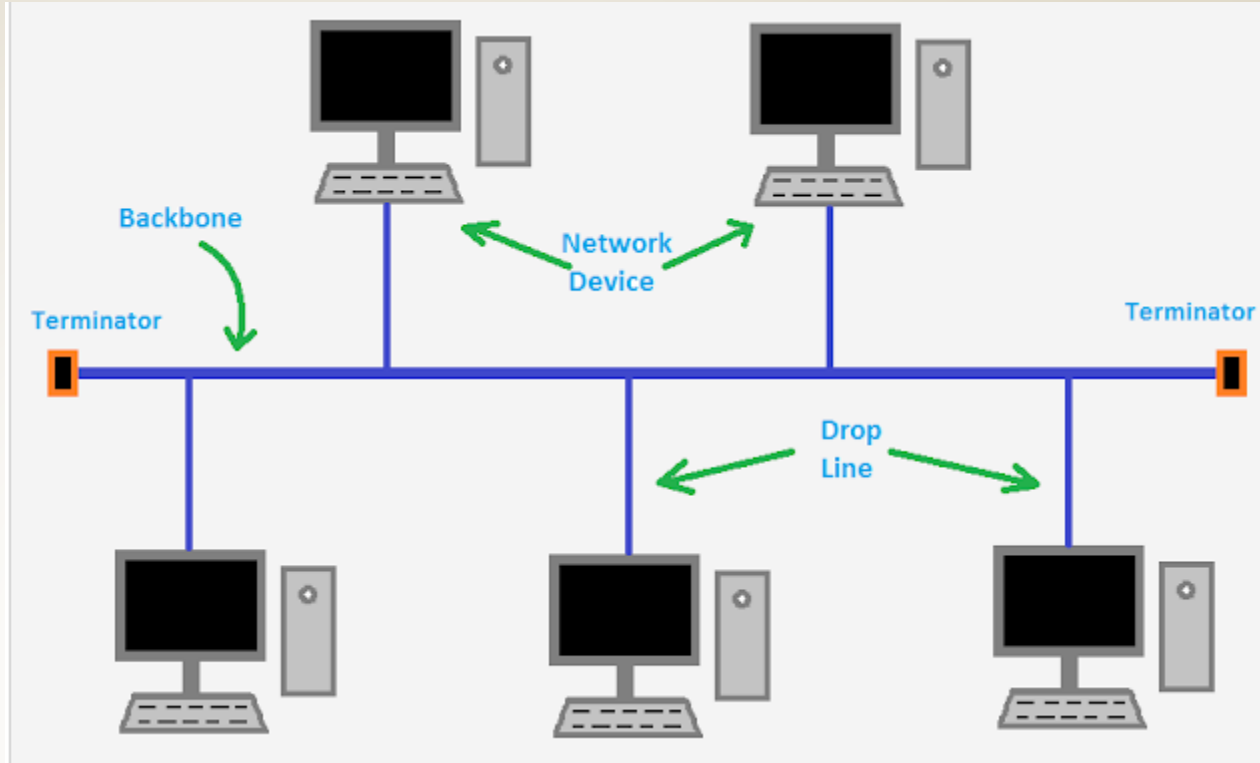 Backbone
Network
Device
Terminator
Terminator
Drop
Line